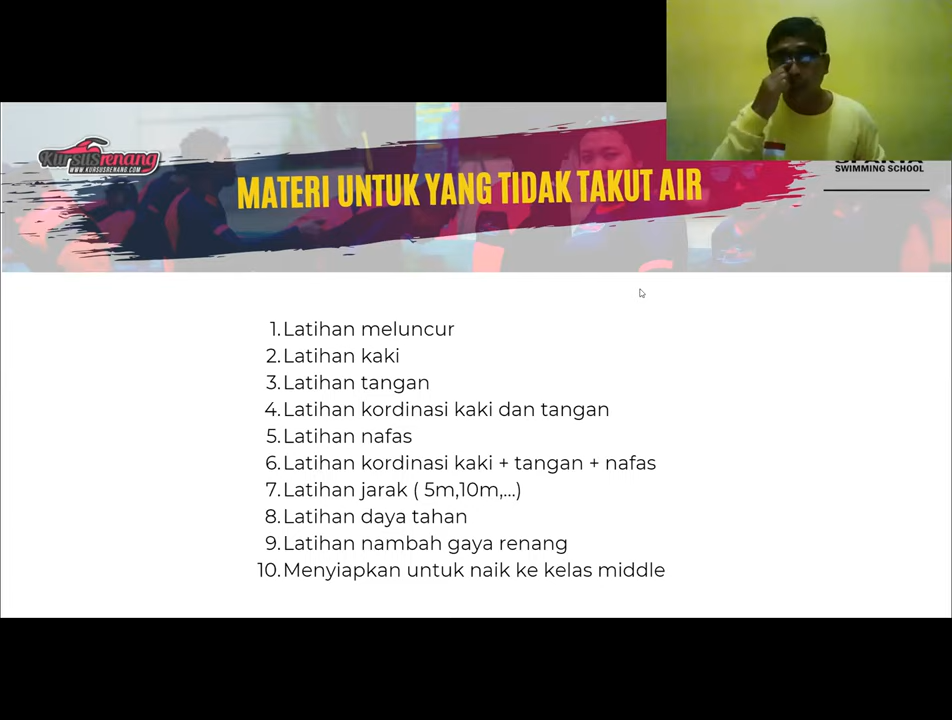 Kursusrenang
WWW.KURSUSRENANG.COM
MATERI UNTUK YANG TIDAK TAKUT AIR
SWIMMING SCHOOL
1. Latihan meluncur
2. Latihan kaki
3. Latihan tangan
4. Latihan kordinasi kaki dan tangan
5. Latihan nafas
6. Latihan kordinasi kaki + tangan + nafas
7. Latihan jarak ( 5m,10m,...)
8. Latihan daya tahan
9. Latihan nambah gaya renang
10. Menyiapkan untuk naik ke kelas middle